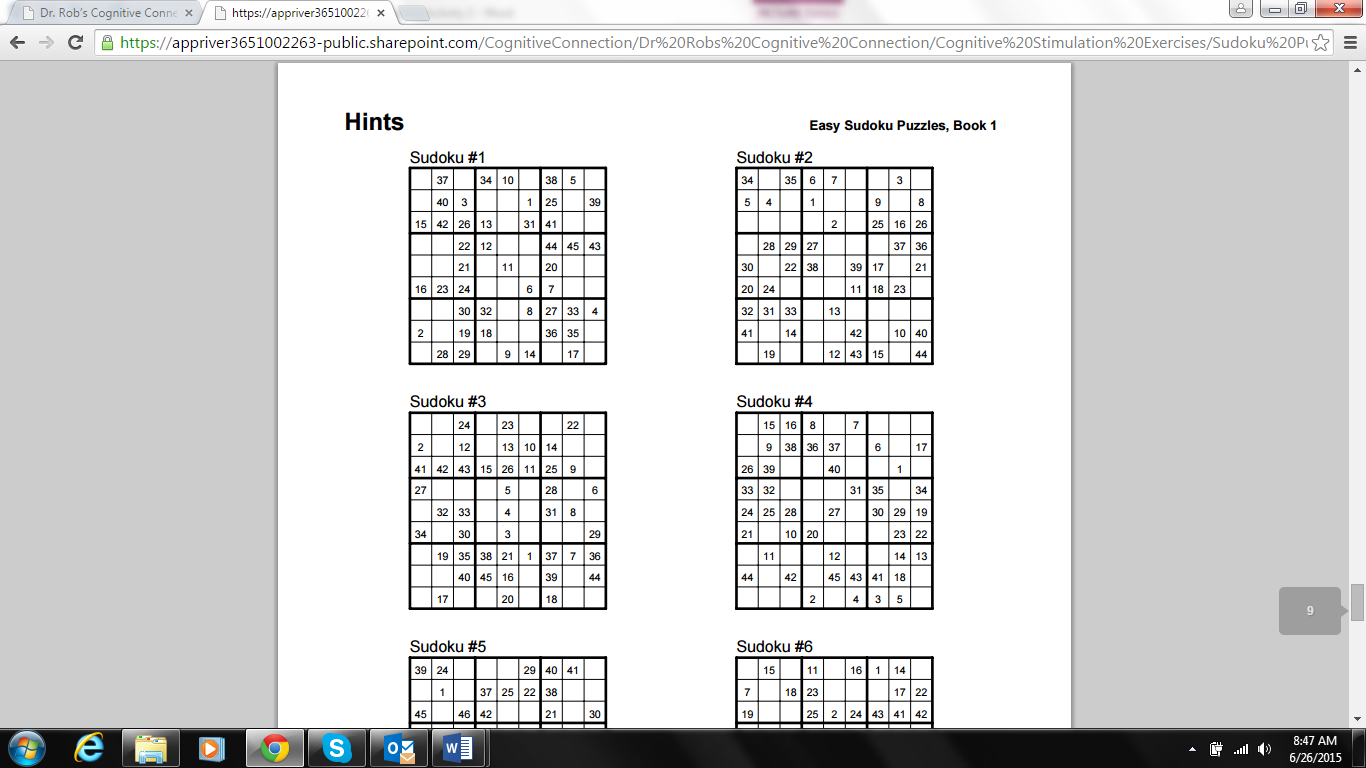 Dr. Rob's Cognitive Conne
https://appriver36510022
https://appriver3651002263-public.sharepoint.com/CognitiveConnection/Dr%20Robs%20Cognitive%20Connection/Cognitive%20Stimulation%20Exercises/Sudoku%20P
Hints
Easy Sudoku Puzzles, Book 1
Sudoku #1
37 34 10 38 5
40 3 1 25 39
15 42 26 13 31 41
22 12 44 45 43
21 11 20
16 23 24 6 7
30 32 8 27 33 4
2 19 18 36 35
28 29 9 14 17
Sudoku #2
34 35 6 7 3
5 4 1 9 8
2 25 16 26
28 29 27 37 36
30 22 38 39 17 21
20 24 11 18 23
32 31 33 13
41 14 42 10 40
19 12 43 15 44
Sudoku #3
24 23 22
2 12 13 10 14
41 42 43 15 26 11 25 9
27 5 28 6
32 33 4 31 8
34 30 3 29
19 35 38 21 1 37 7 36
40 45 16 39 44
17 20 18
Sudoku #4
15 16 8 7
9 38 36 37 6 17
26 39 40 1
33 32 31 35 34
24 25 28 27 30 29 19
21 10 20 23 22
11 12 14 13
44 42 45 43 41 18
2 4 3 5
Sudoku #5
39 24 29 40 41
1 37 25 22 38
45 46 42 21 30
Sudoku #6
15 11 16 1 14
7 18 23 17 22
19 25 2 24 43 41 42
9
8:47 AM
6/26/2015